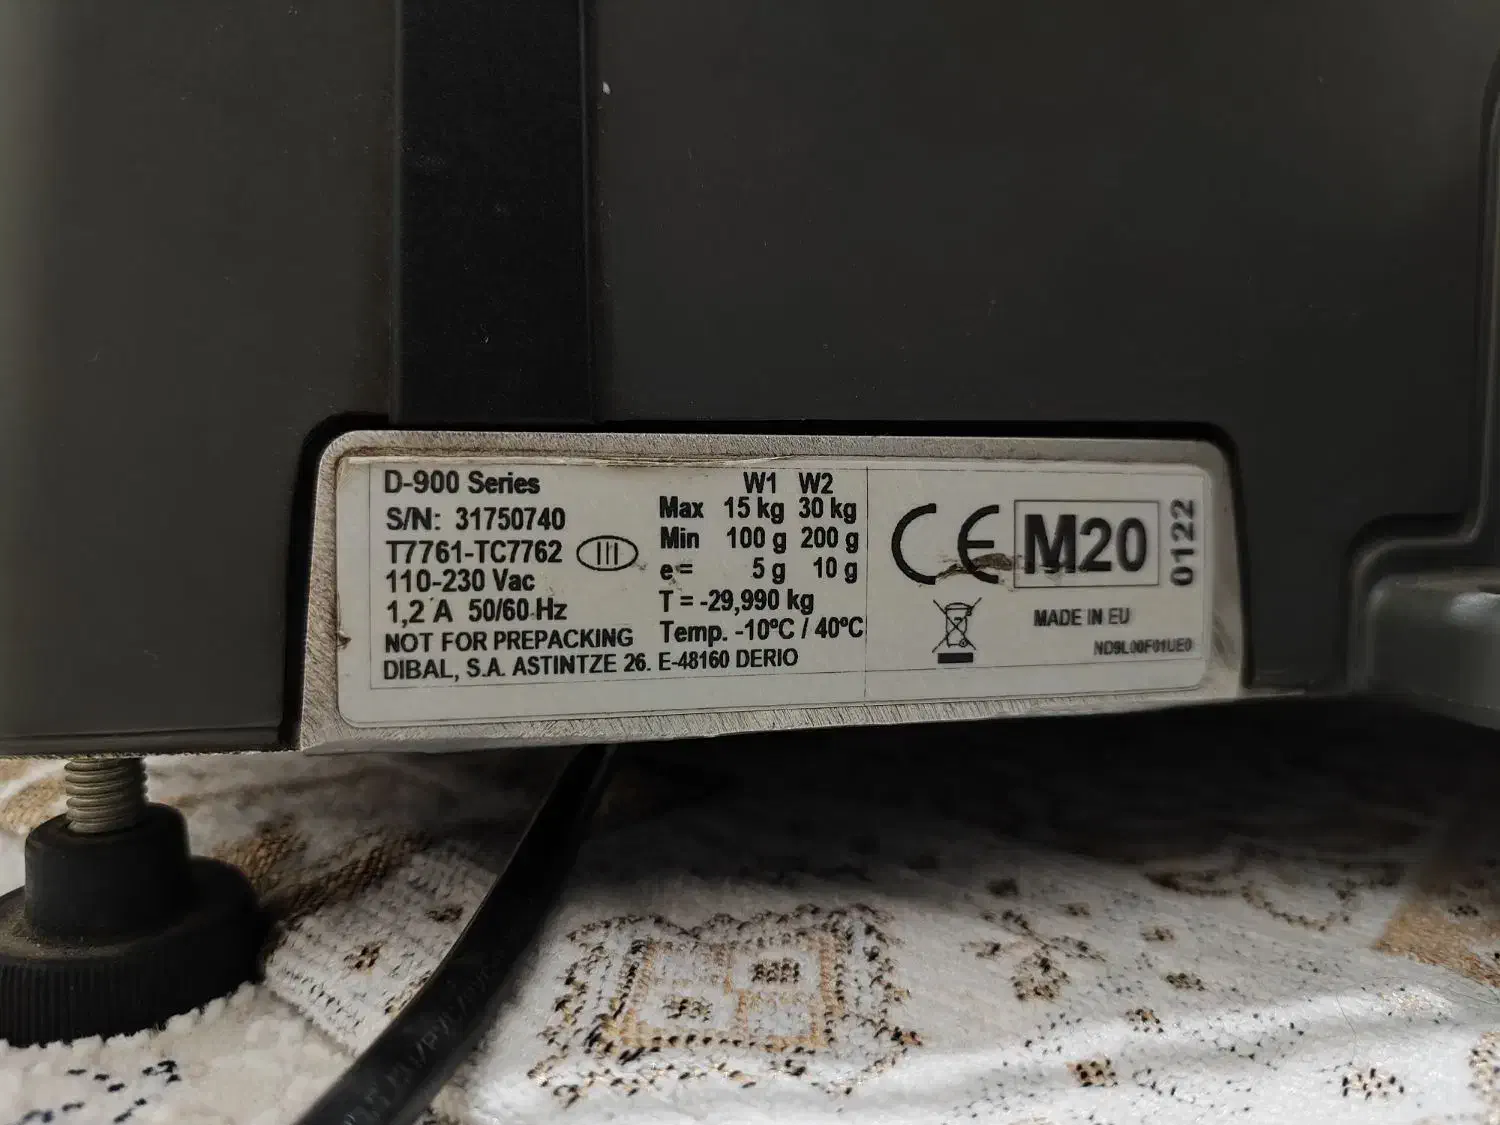 D-900 Series
S/N: 31750740
T7761-TC7762 III
110-230 Vac
1,2 A 50/60 Hz
NOT FOR PREPACKING
DIBAL, S.A. ASTINTZE 26. E-48160 DERIO
W1 W2
Max 15 kg 30 kg
Min 100 g 200 g
e= 5 g 10 g
T = -29,990 kg
Temp. -10ºC / 40ºC
CE M20 0122
MADE IN EU
ND9L00F01UE0